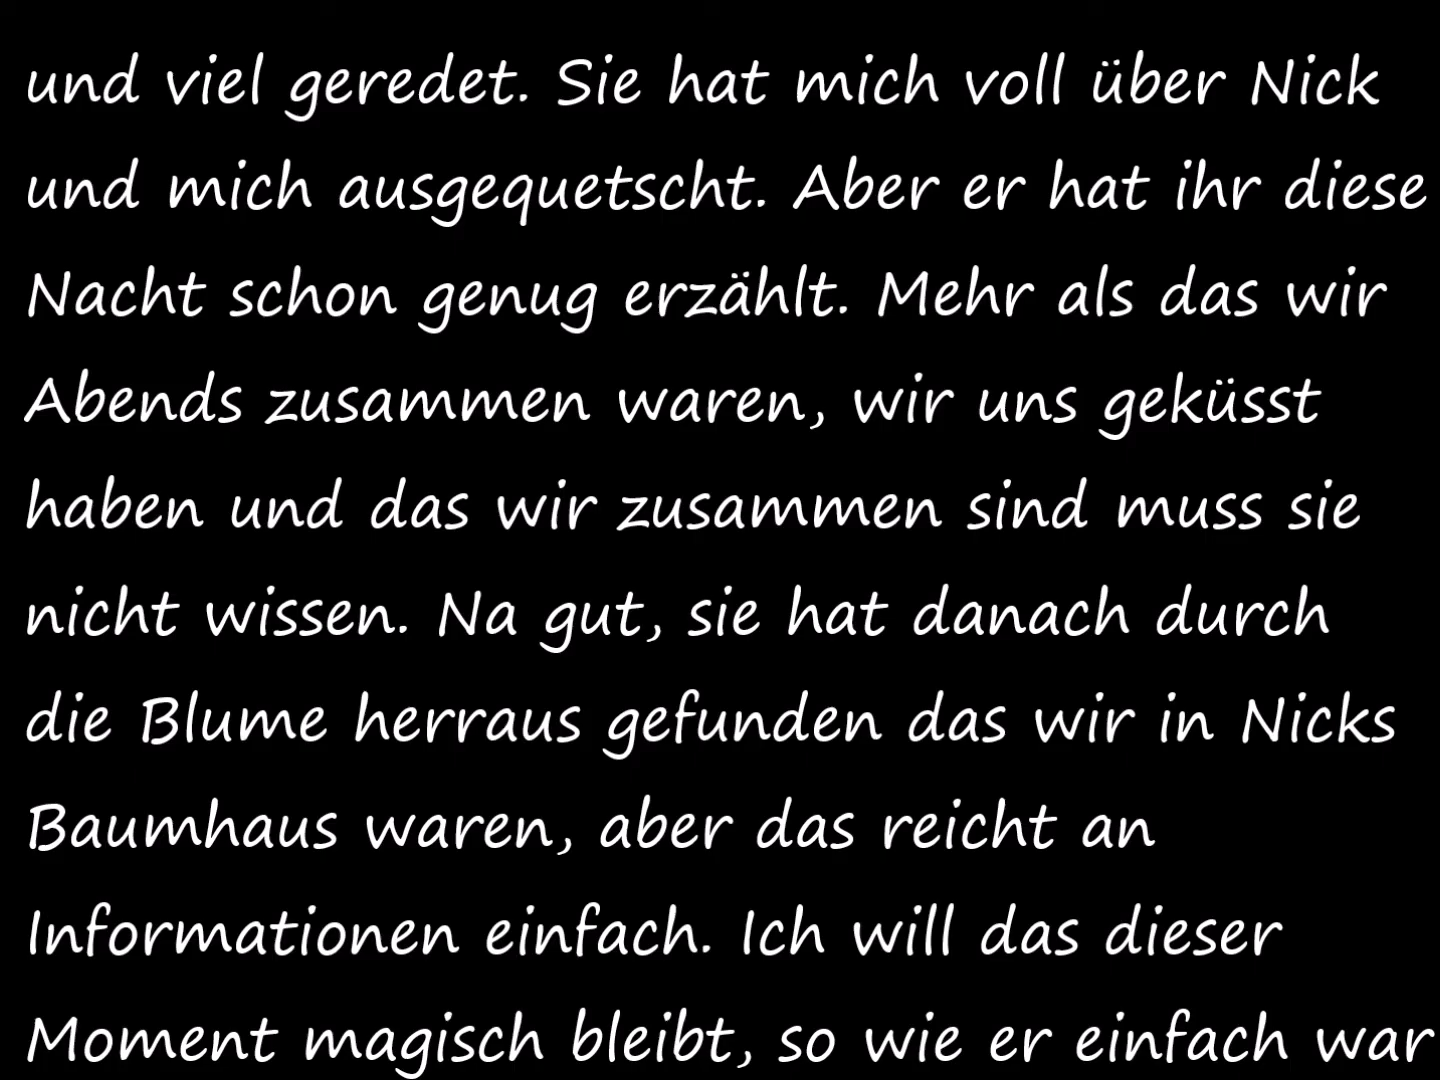 und viel geredet. Sie hat mich voll über Nick
und mich ausgequetscht. Aber er hat ihr diese
Nacht schon genug erzählt. Mehr als das wir
Abends zusammen waren, wir uns geküsst
haben und das wir zusammen sind muss sie
nicht wissen. Na gut, sie hat danach durch
die Blume herraus gefunden das wir in Nicks
Baumhaus waren, aber das reicht an
Informationen einfach. Ich will das dieser
Moment magisch bleibt, so wie er einfach war